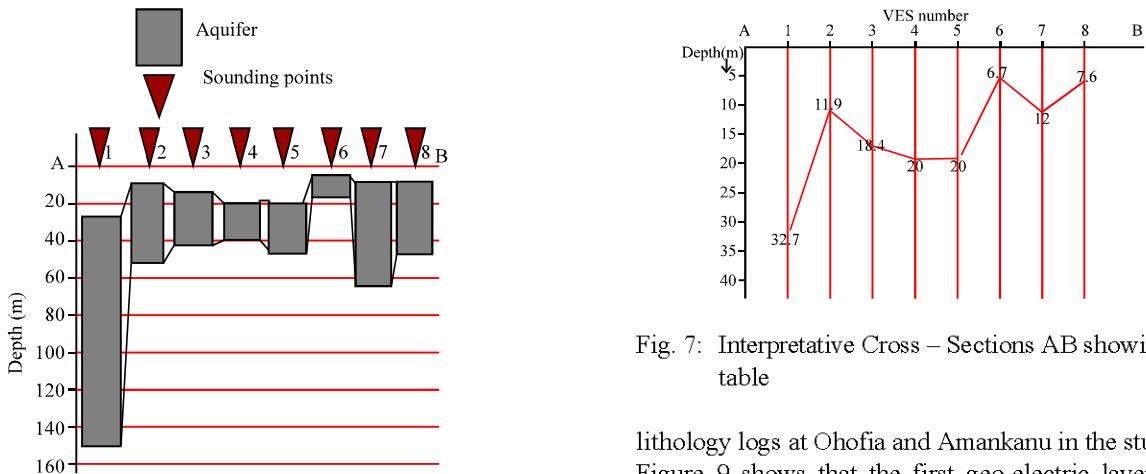 Aquifer
Sounding points
A 1 2 3 4 5 6 7 8 B
20
40
60
80
100
120
140
160
Depth (m)
VES number
A 1 2 3 4 5 6 7 8 B
Depth(m)
5
10
15
20
25
30
35
40
32.7
11.9
18.4
20
20
6.7
12
7.6
Fig. 7: Interpretative Cross – Sections AB showi
table
lithology logs at Ohofia and Amankanu in the stu
Figure 9 shows that the first geo-electric laye